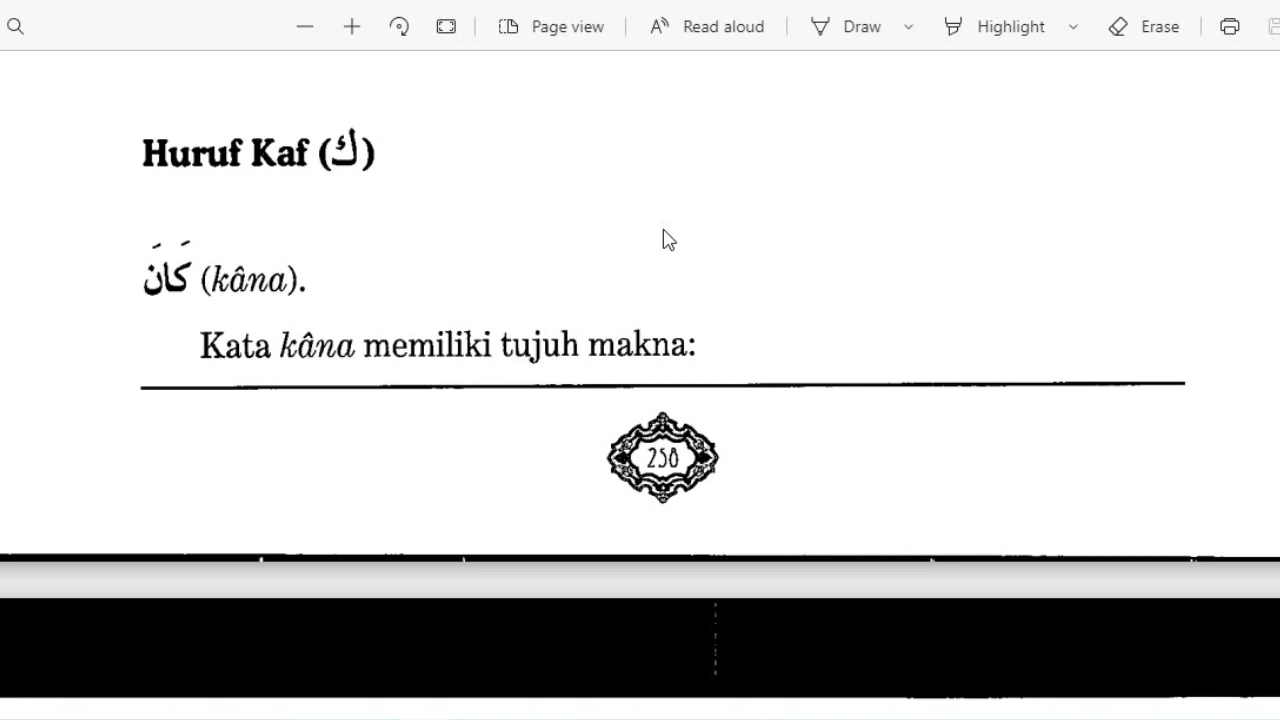 Page view
Read aloud
Draw
Highlight
Erase
Huruf Kaf (ك)
كَانَ (kâna).
Kata kâna memiliki tujuh makna:
258